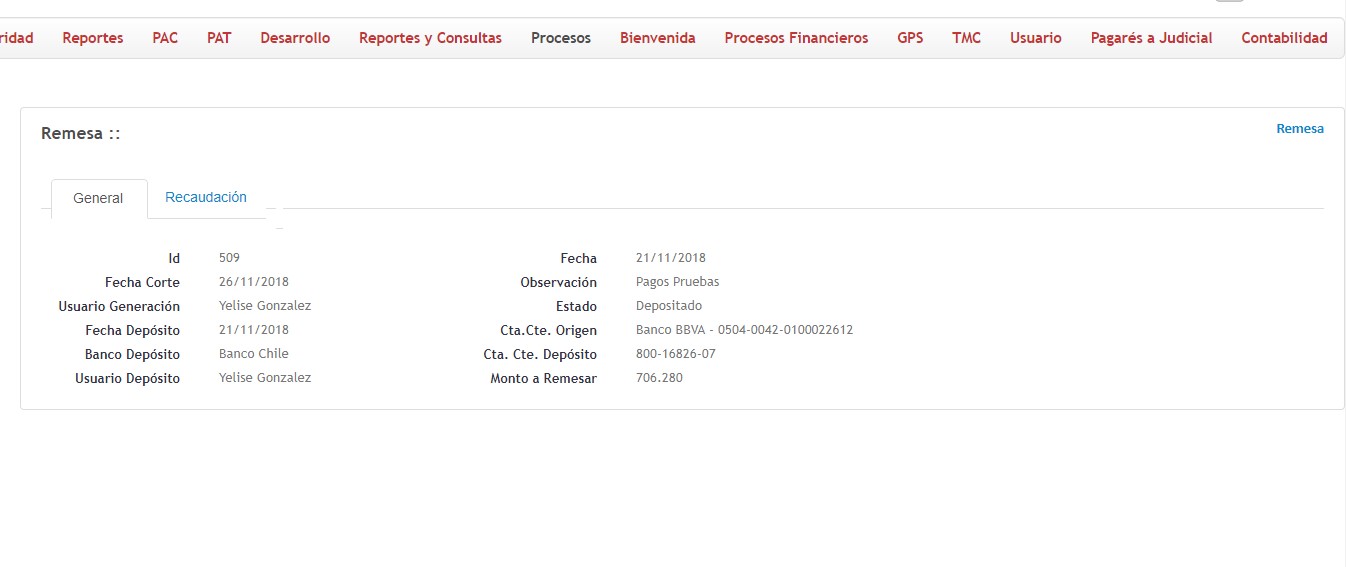 ridad Reportes PAC PAT Desarrollo Reportes y Consultas Procesos Bienvenida Procesos Financieros GPS TMC Usuario Pagarés a Judicial Contabilidad
Remesa :: Remesa
General Recaudación
Id 509 Fecha 21/11/2018
Fecha Corte 26/11/2018 Observación Pagos Pruebas
Usuario Generación Yelise Gonzalez Estado Depositado
Fecha Depósito 21/11/2018 Cta.Cte. Origen Banco BBVA - 0504-0042-0100022612
Banco Depósito Banco Chile Cta. Cte. Depósito 800-16826-07
Usuario Depósito Yelise Gonzalez Monto a Remesar 706.280